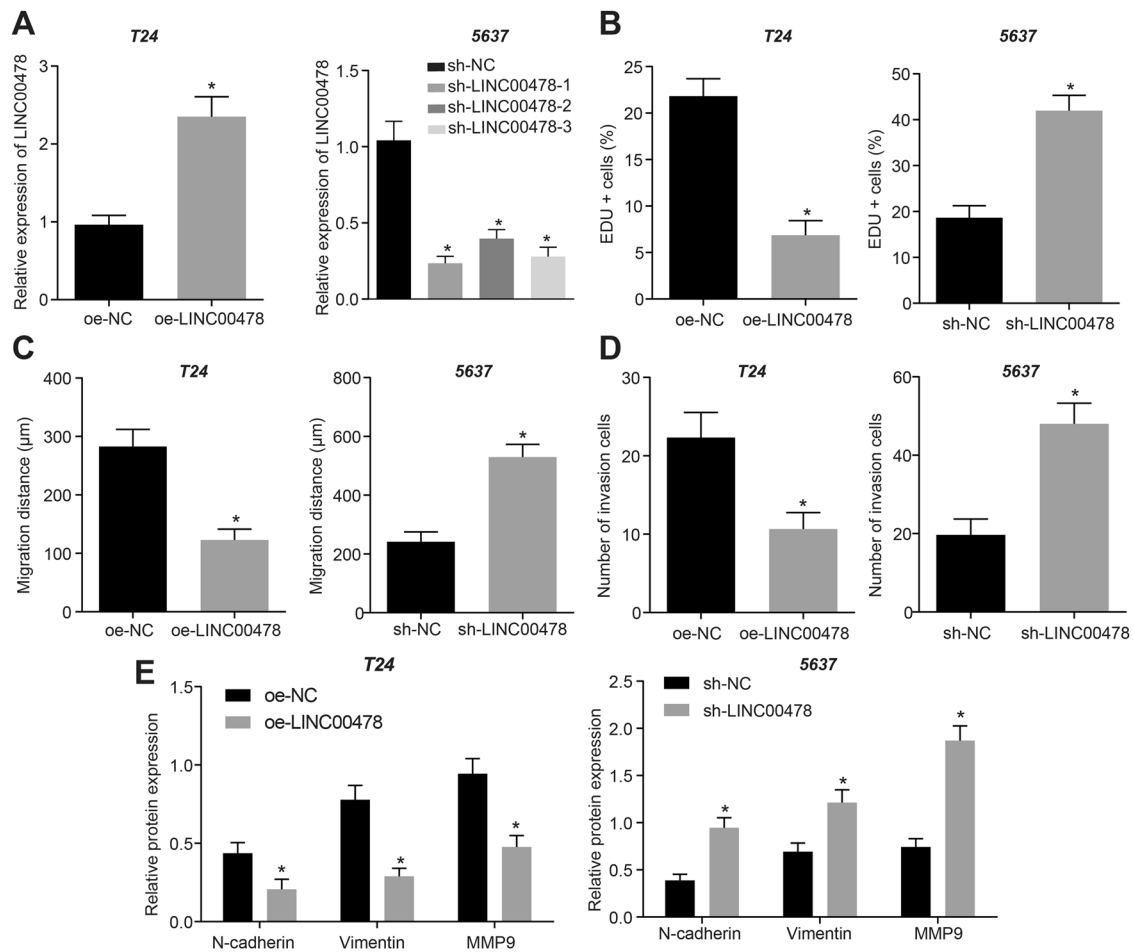 A
T24
Relative expression of LINC00478
3
2
1
0
oe-NC
oe-LINC00478
5637
Relative expression of LINC00478
sh-NC
sh-LINC00478-1
sh-LINC00478-2
sh-LINC00478-3
1.5
1.0
0.5
0.0
*
* * *
B
T24
EDU + cells (%)
25
20
15
10
5
0
*
oe-NC
oe-LINC00478
5637
EDU + cells (%)
50
40
30
20
10
0
*
sh-NC
sh-LINC00478
C
T24
Migration distance (μm)
400
300
200
100
0
*
oe-NC
oe-LINC00478
5637
Migration distance (μm)
800
600
400
200
0
*
sh-NC
sh-LINC00478
D
T24
Number of invasion cells
30
20
10
0
*
oe-NC
oe-LINC00478
5637
Number of invasion cells
60
40
20
0
*
sh-NC
sh-LINC00478
E
T24
Relative protein expression
oe-NC
oe-LINC00478
1.5
1.0
0.5
0.0
* * *
N-cadherin
Vimentin
MMP9
5637
Relative protein expression
sh-NC
sh-LINC00478
2.5
2.0
1.5
1.0
0.5
0.0
* * *
N-cadherin
Vimentin
MMP9